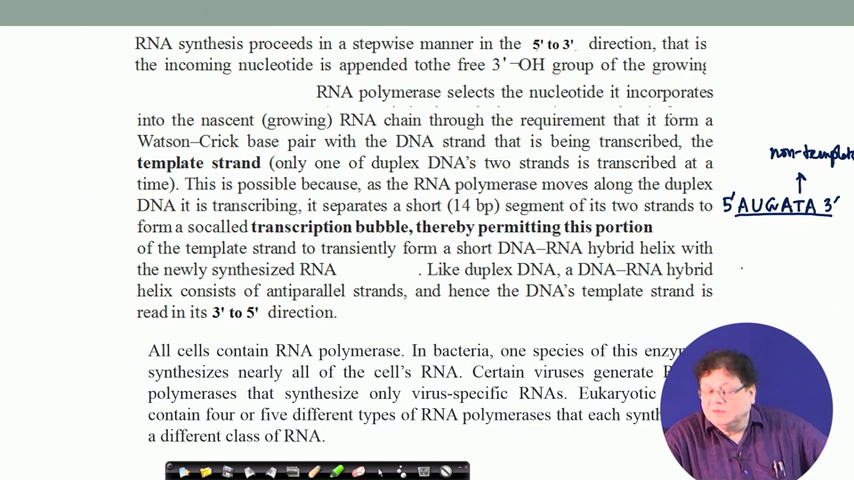 RNA synthesis proceeds in a stepwise manner in the 5' to 3' direction, that is
the incoming nucleotide is appended tothe free 3'-OH group of the growing
RNA polymerase selects the nucleotide it incorporates
into the nascent (growing) RNA chain through the requirement that it form a
Watson–Crick base pair with the DNA strand that is being transcribed, the
template strand (only one of duplex DNA's two strands is transcribed at a
time). This is possible because, as the RNA polymerase moves along the duplex
DNA it is transcribing, it separates a short (14 bp) segment of its two strands to
form a socalled transcription bubble, thereby permitting this portion
of the template strand to transiently form a short DNA–RNA hybrid helix with
the newly synthesized RNA . Like duplex DNA, a DNA–RNA hybrid
helix consists of antiparallel strands, and hence the DNA's template strand is
read in its 3' to 5' direction.
non-template
5' AUGATA 3'
All cells contain RNA polymerase. In bacteria, one species of this
synthesizes nearly all of the cell's RNA. Certain viruses generate
polymerases that synthesize only virus-specific RNAs. Eukaryotic
contain four or five different types of RNA polymerases that each
a different class of RNA.